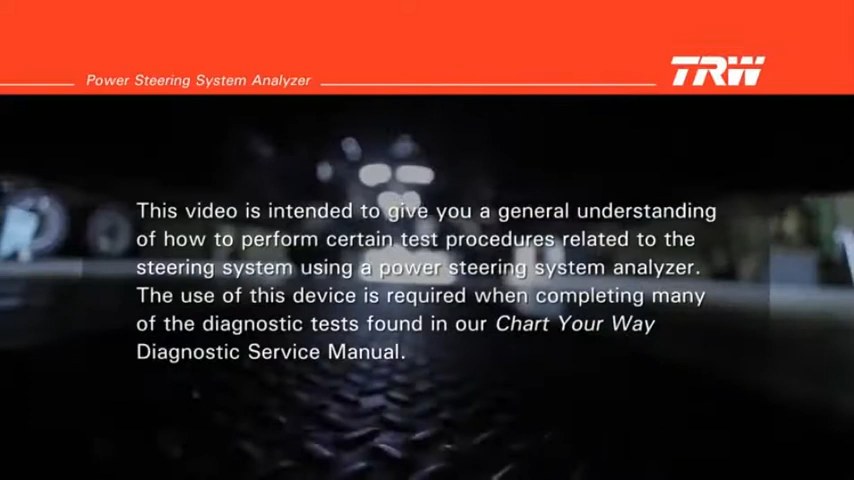 Power Steering System Analyzer
TRW
This video is intended to give you a general understanding
of how to perform certain test procedures related to the
steering system using a power steering system analyzer.
The use of this device is required when completing many
of the diagnostic tests found in our Chart Your Way
Diagnostic Service Manual.